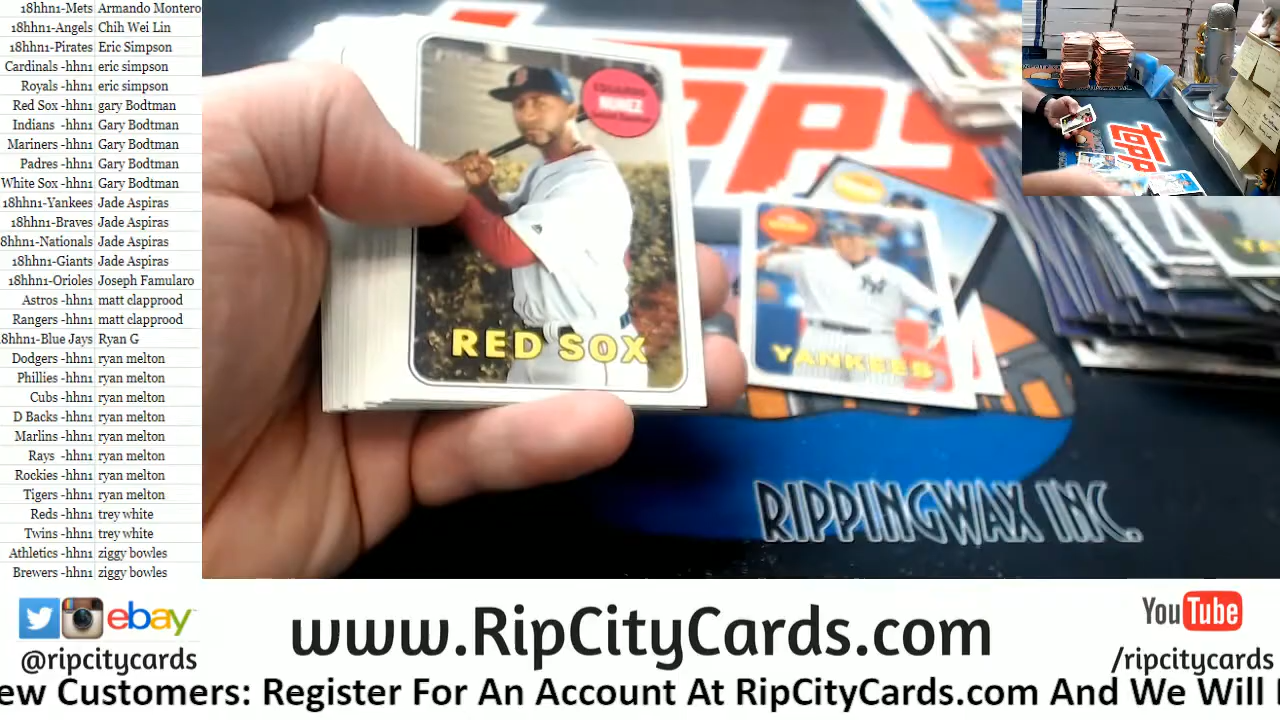 18hhn1-Mets Armando Montero
18hhn1-Angels Chih Wei Lin
18hhn1-Pirates Eric Simpson
Cardinals -hhn1 eric simpson
Royals -hhn1 eric simpson
Red Sox -hhn1 gary Bodtman
Indians -hhn1 Gary Bodtman
Mariners -hhn1 Gary Bodtman
Padres -hhn1 Gary Bodtman
White Sox -hhn1 Gary Bodtman
18hhn1-Yankees Jade Aspiras
18hhn1-Braves Jade Aspiras
8hhn1-Nationals Jade Aspiras
18hhn1-Giants Jade Aspiras
18hhn1-Orioles Joseph Famularo
Astros -hhn1 matt clapprood
Rangers -hhn1 matt clapprood
8hhn1-Blue Jays Ryan G
Dodgers -hhn1 ryan melton
Phillies -hhn1 ryan melton
Cubs -hhn1 ryan melton
D Backs -hhn1 ryan melton
Marlins -hhn1 ryan melton
Rays -hhn1 ryan melton
Rockies -hhn1 ryan melton
Tigers -hhn1 ryan melton
Reds -hhn1 trey white
Twins -hhn1 trey white
Athletics -hhn1 ziggy bowles
Brewers -hhn1 ziggy bowles
EDUARDO
NUNEZ
RED SOX
YANKEES
RIPPINGWAX INC.
topp
ebay
@ripcitycards
www.RipCityCards.com
YouTube
/ripcitycards
ew Customers: Register For An Account At RipCityCards.com And We Will